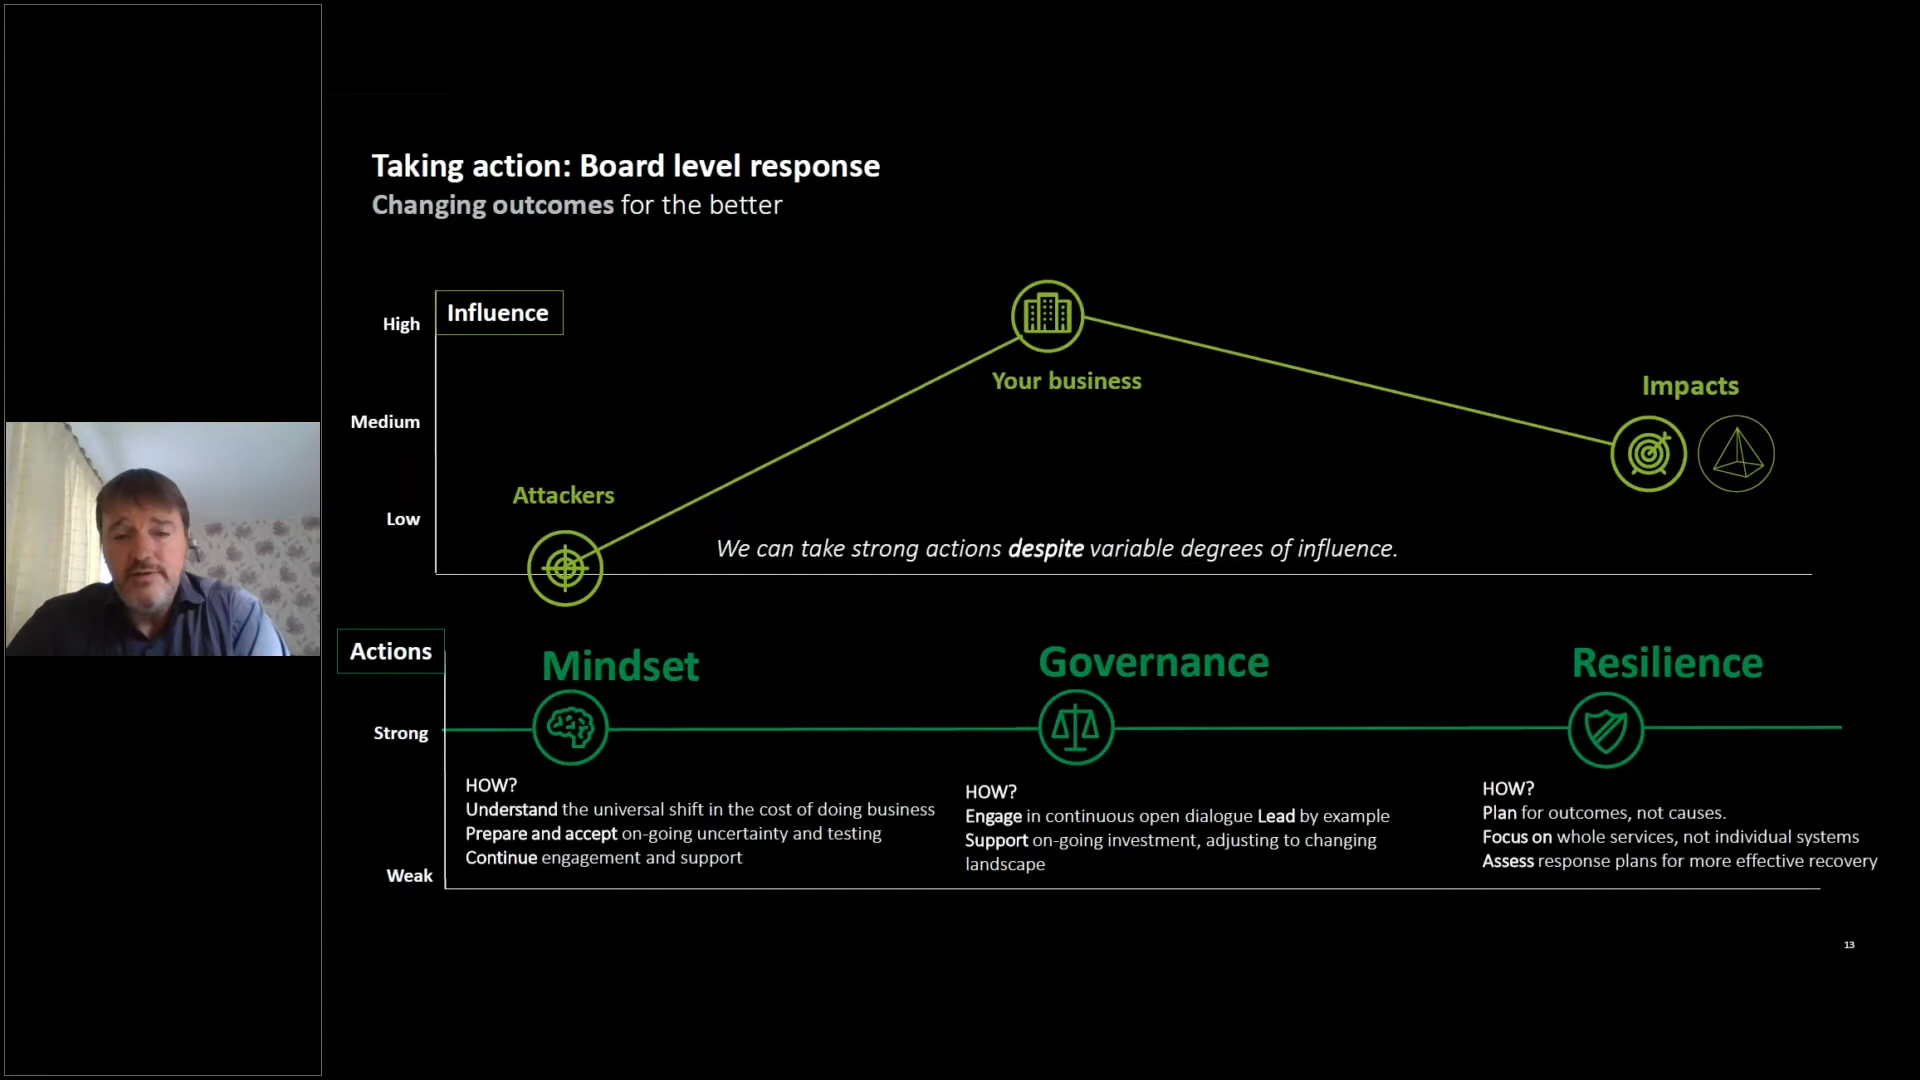 Taking action: Board level response
Changing outcomes for the better
Influence
High
Medium
Low
Attackers
Your business
Impacts
We can take strong actions despite variable degrees of influence.
Actions
Strong
Weak
Mindset
HOW?
Understand the universal shift in the cost of doing business
Prepare and accept on-going uncertainty and testing
Continue engagement and support
Governance
HOW?
Engage in continuous open dialogue Lead by example
Support on-going investment, adjusting to changing
landscape
Resilience
HOW?
Plan for outcomes, not causes.
Focus on whole services, not individual systems
Assess response plans for more effective recovery
13